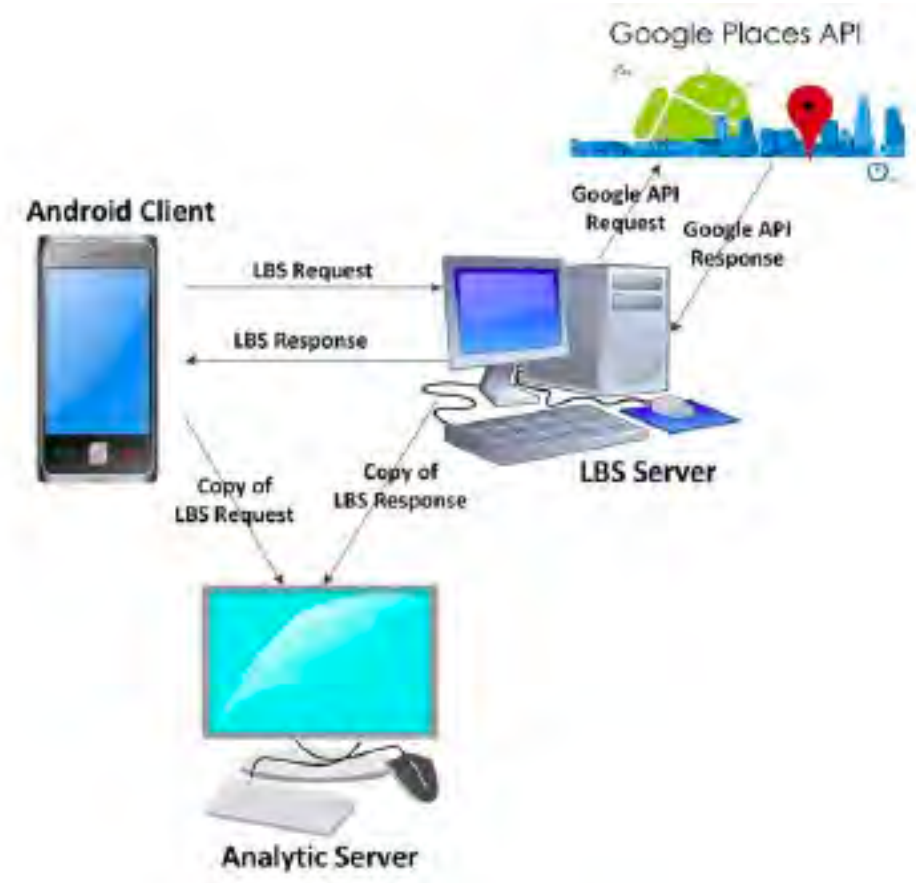 Google Places API
Google API
Request
Google API
Response
Android Client
LBS Request
LBS Response
LBS Server
Copy of
LBS Request
Copy of
LBS Response
Analytic Server